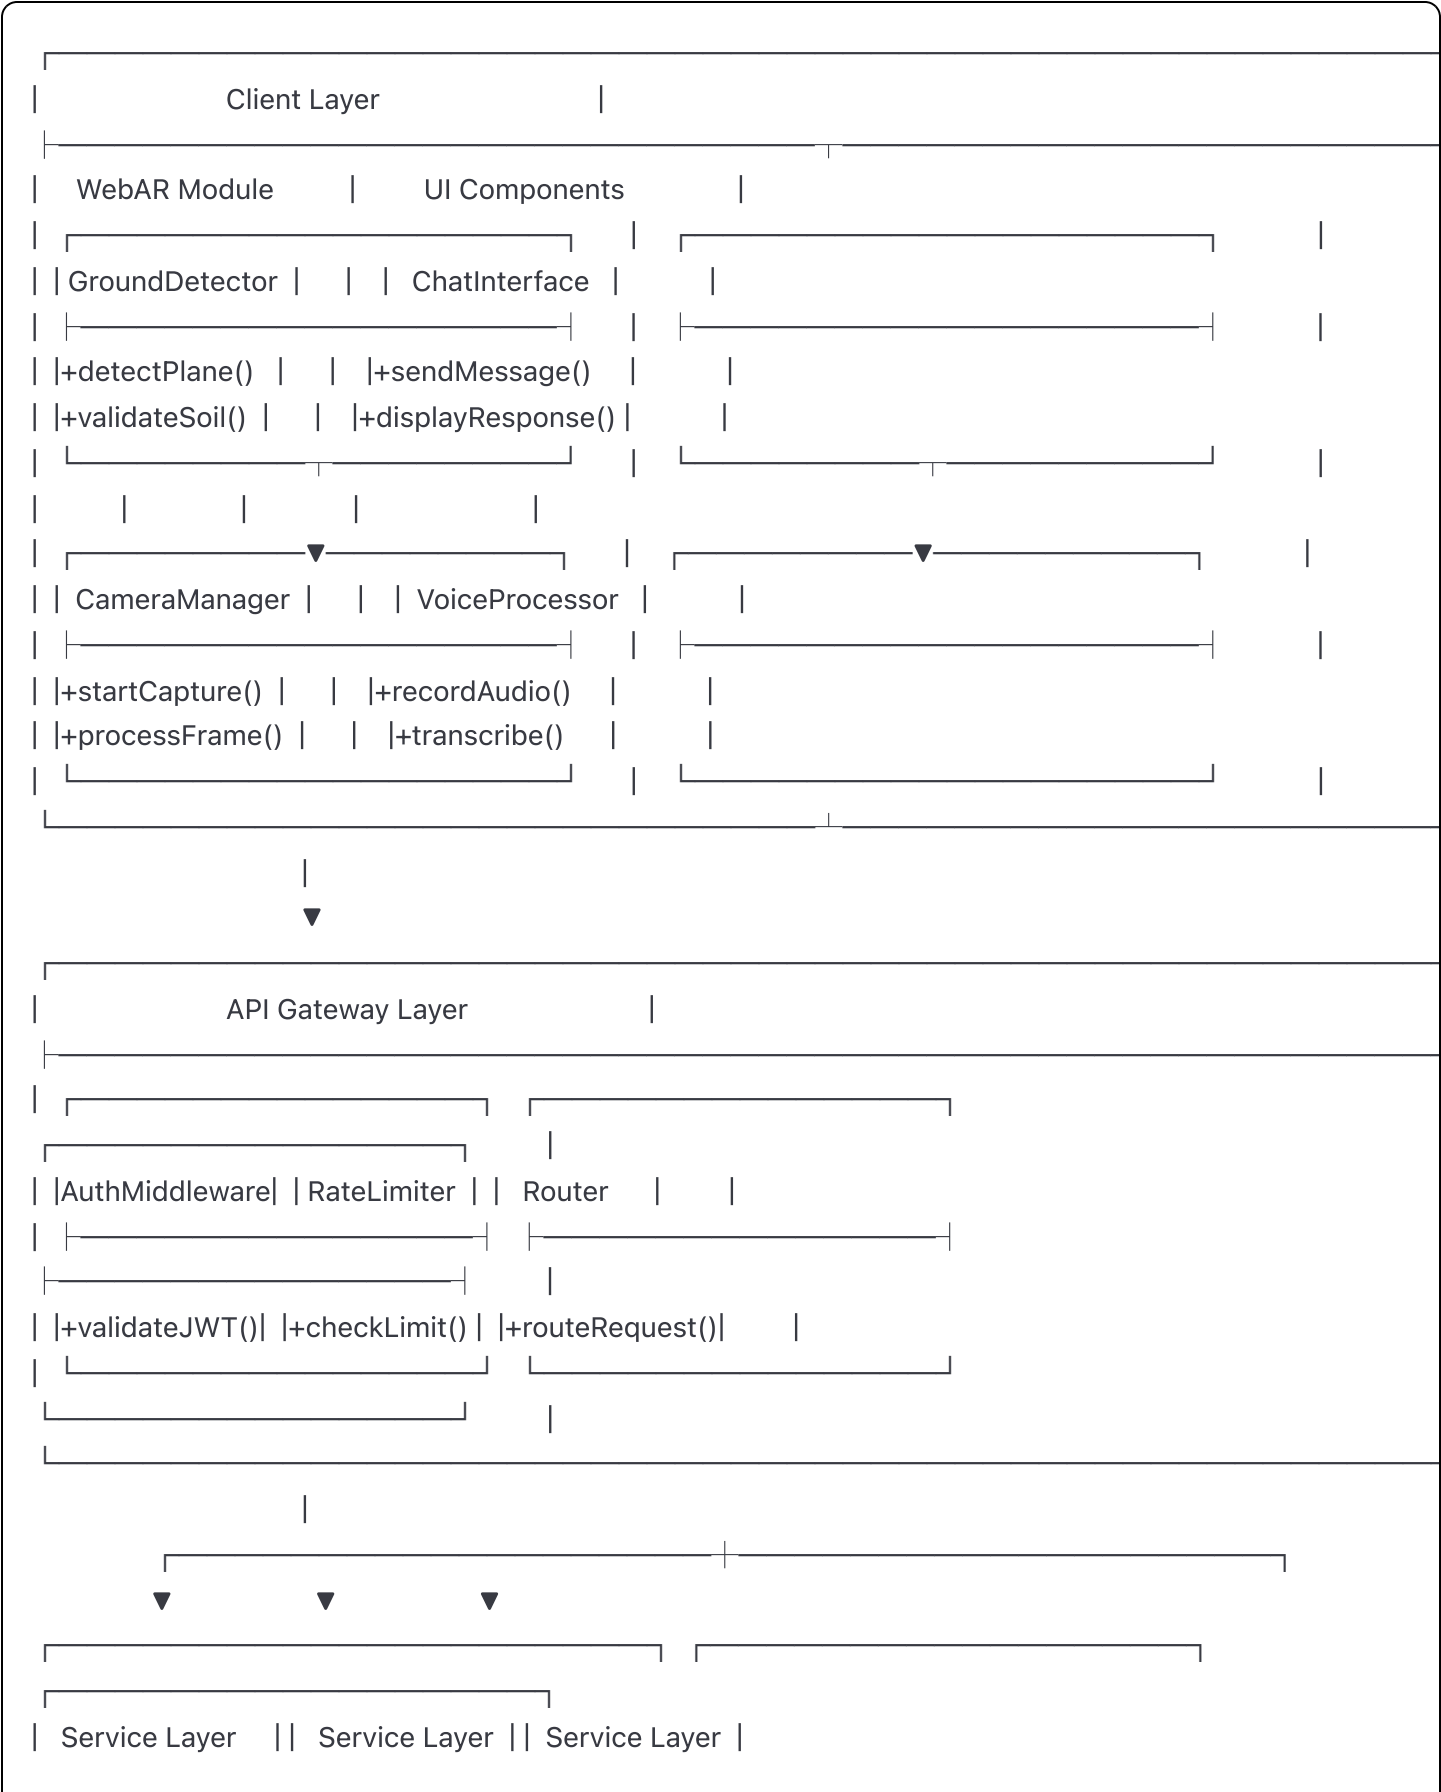 Client Layer
WebAR Module | UI Components
GroundDetector | ChatInterface
+detectPlane() | +sendMessage()
+validateSoil() | +displayResponse()
▼ ▼
CameraManager | VoiceProcessor
+startCapture() | +recordAudio()
+processFrame() | +transcribe()
▼
API Gateway Layer
AuthMiddleware| |RateLimiter | | Router
+validateJWT()| |+checkLimit()| |+routeRequest()|
▼ ▼ ▼
Service Layer || Service Layer || Service Layer